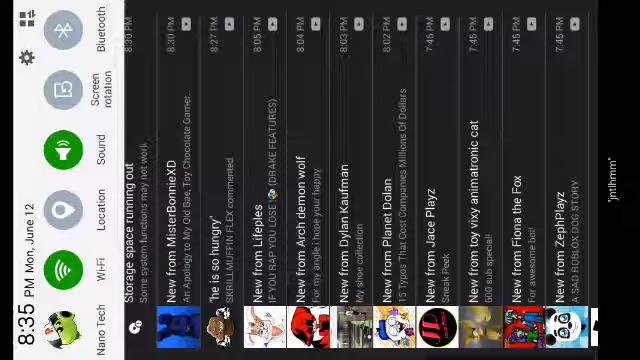 8:35 PM Mon, June 12
Nano Tech
Wi-Fi
Location
Sound
Screen rotation
Bluetooth
Storage space running out
8:30 PM
Some system functions may not work
New from MisterBonnieXD
8:30 PM
An Apology to My Old Bae, Toy Chocolate Gamer...
"he is so hungry"
8:27 PM
SKRILL MUFFIN FLEX commented.
New from Lifeples
8:05 PM
IF YOU RAP YOU LOSE (DRAKE FEATURES)
New from Arch demon wolf
8:04 PM
For my angle i hope your happy
New from Dylan Kaufman
8:03 PM
My shoe collection
New from Planet Dolan
8:02 PM
15 Typos That Cost Companies Millions Of Dollars
New from Jace Playz
7:45 PM
Sneak Peek
New from toy vixy animatronic cat
7:45 PM
600 sub special!
New from Fiona the Fox
7:45 PM
For awesome boi!
New from ZephPlayz
7:45 PM
A SAD ROBLOX DOG STORY